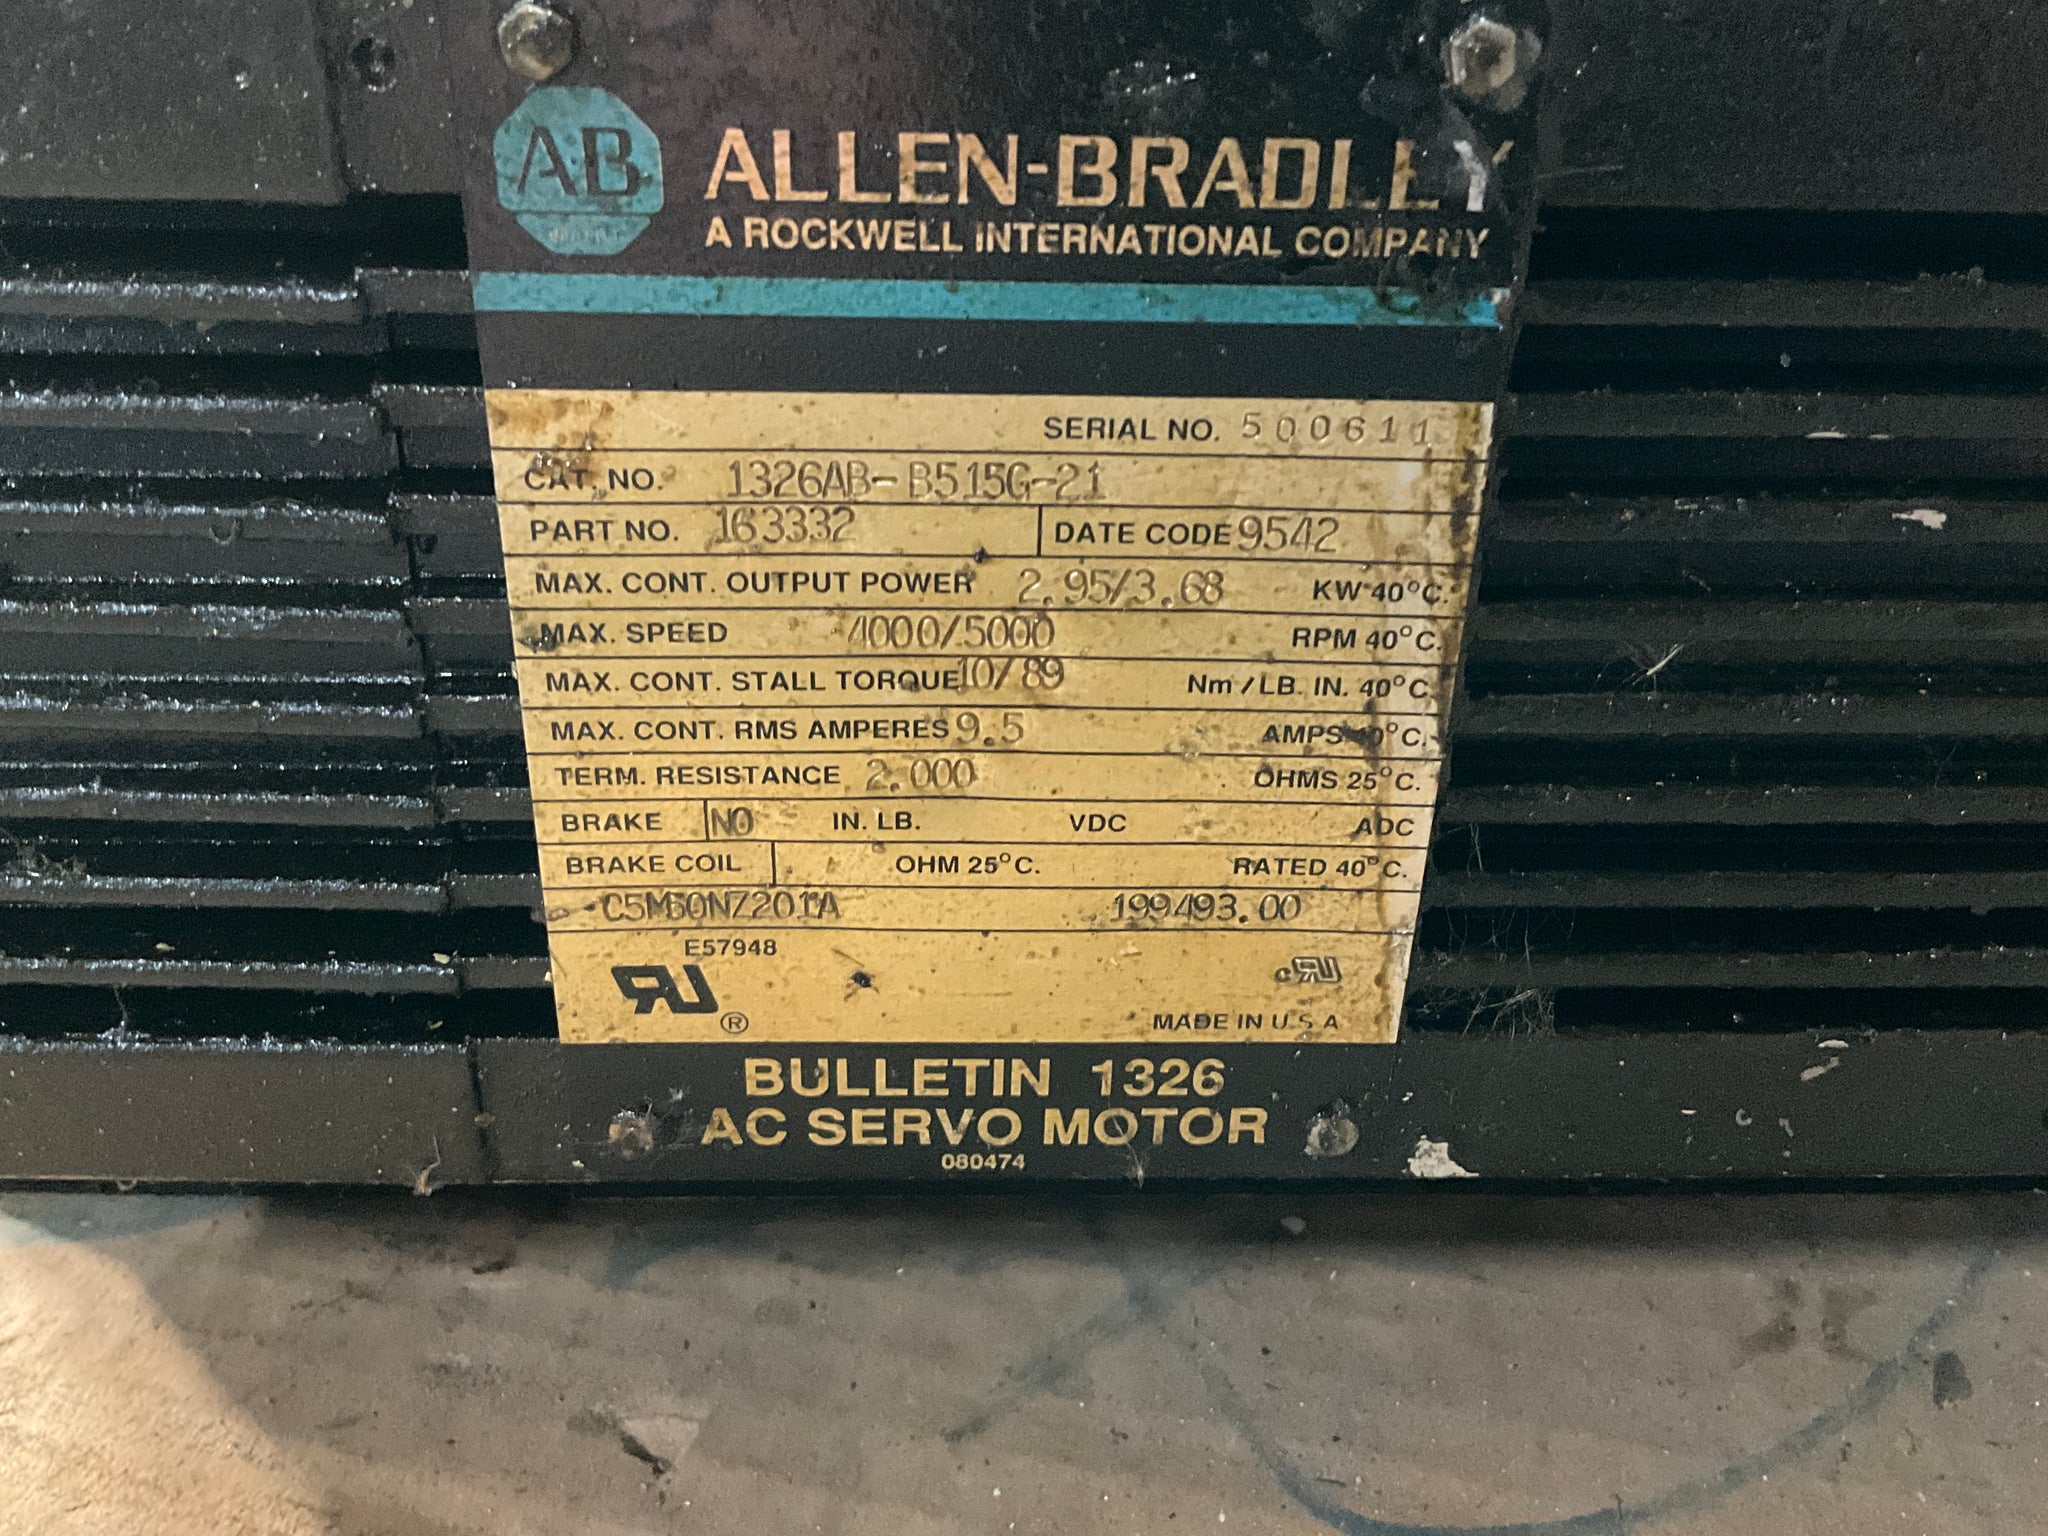 AB
ALLEN-BRADLEY
A ROCKWELL INTERNATIONAL COMPANY
SERIAL NO. 500611
CAT. NO. 1326AB-B515G-21
PART NO. 163332 DATE CODE 9542
MAX. CONT. OUTPUT POWER 2.95/3.68 KW 40°C.
MAX. SPEED 4000/5000 RPM 40°C.
MAX. CONT. STALL TORQUE 10/89 Nm/LB. IN. 40°C.
MAX. CONT. RMS AMPERES 9.5 AMPS 40°C.
TERM. RESISTANCE 2.000 OHMS 25°C.
BRAKE NO IN. LB. VDC ADC
BRAKE COIL OHM 25°C. RATED 40°C.
C5M50NZ201A 199493.00
E57948
RU ® c RU
MADE IN U.S.A
BULLETIN 1326
AC SERVO MOTOR
080474